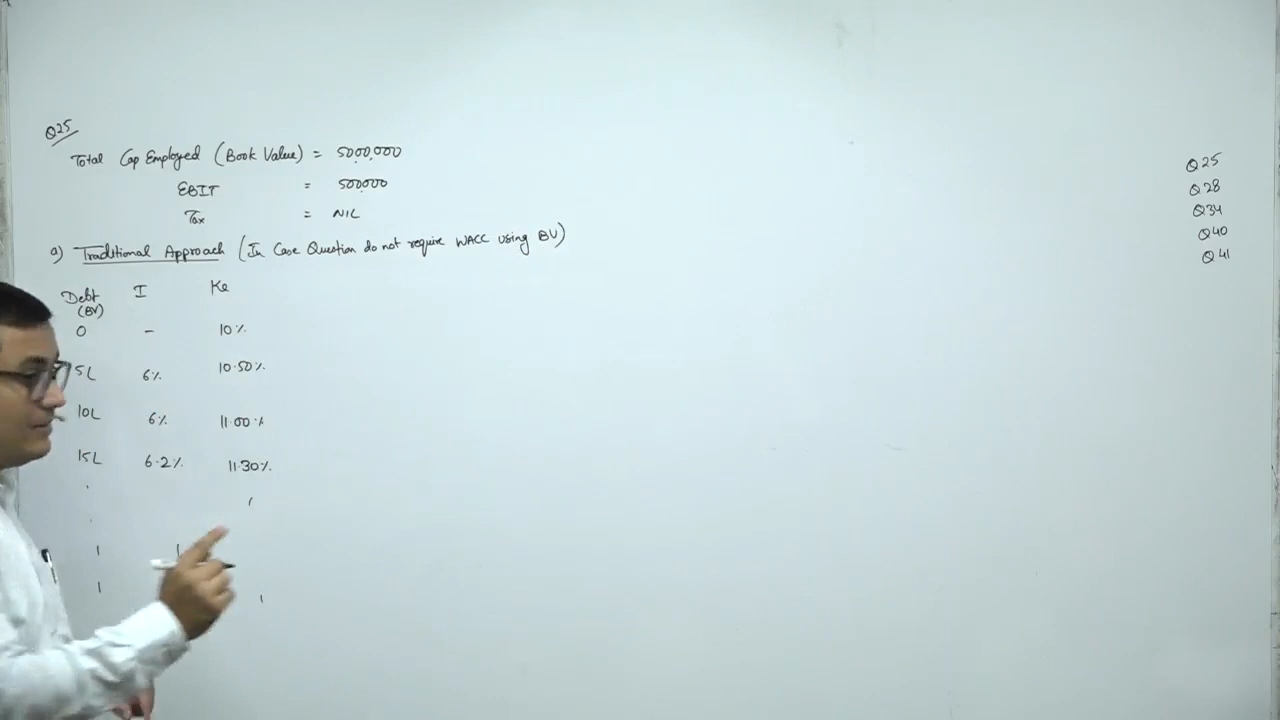 Q25
Total Cap Employed (Book Value) = 5000,000
EBIT = 500,000
Tax = NIL
a) Traditional Approach (In Case Question do not require WACC using BV)
Debt (BV) I Ke
0 – 10%
5L 6% 10.50%
10L 6% 11.00%
15L 6.2% 11.30%
Q25
Q28
Q34
Q40
Q41